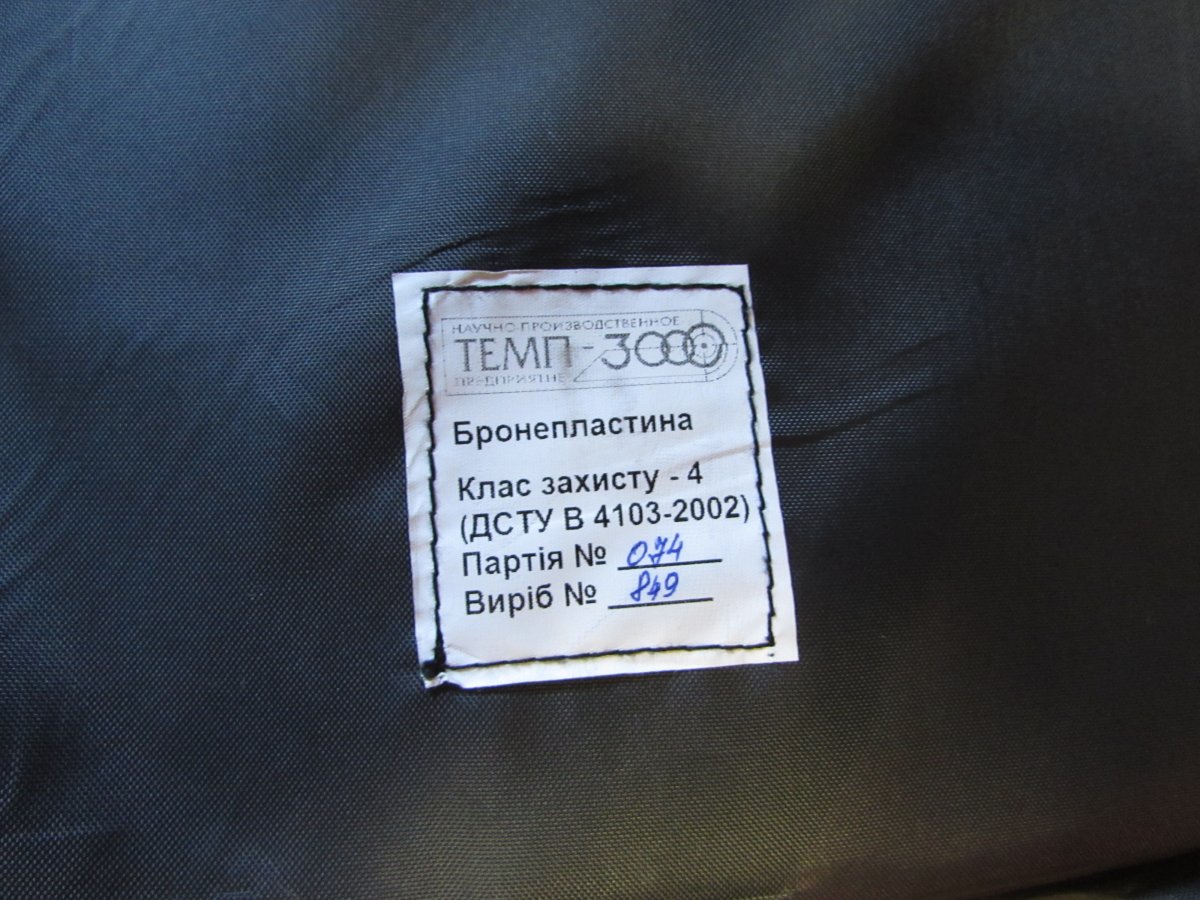 НАУЧНО-ПРОИЗВОДСТВЕННОЕ
ТЕМП-3000
ПРЕДПРИЯТИЕ
Бронепластина
Клас захисту - 4
(ДСТУ В 4103-2002)
Партія № 074
Виріб № 849